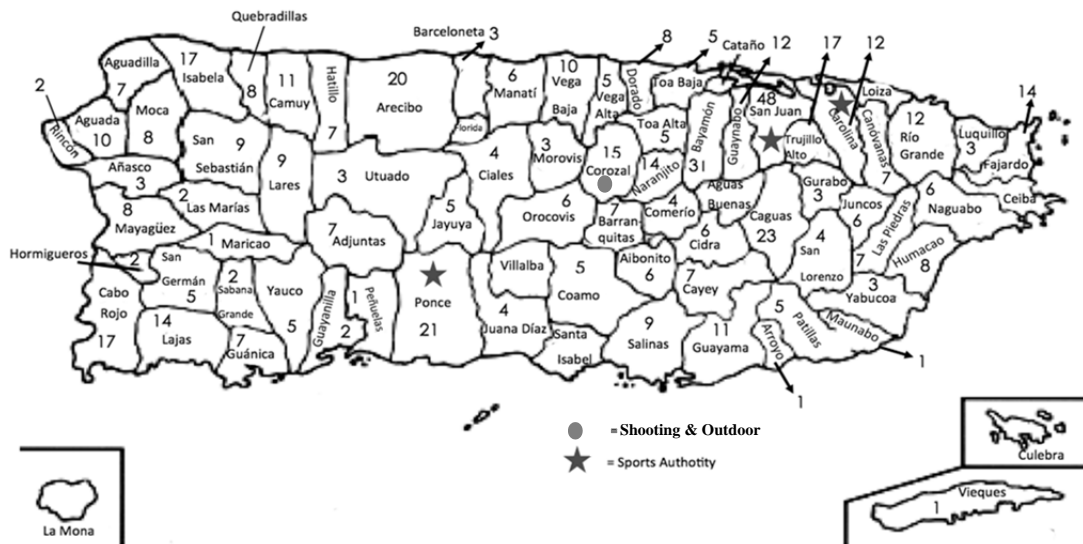 Quebradillas
Barceloneta 3
8
5
Cataño
12
17
12
Aguadilla
7
17
Isabela
8
11
Camuy
Hatillo
7
20
Arecibo
6
Manatí
10
Vega
Baja
5
Vega
Alta
Dorado
Toa Baja
48
San Juan
Loiza
14
2
Rincón
Aguada
10
Moca
8
San
Sebastián
9
9
Lares
Florida
4
Ciales
3
Morovis
15
Corozal
Toa Alta
5
14
Naranjito
Bayamón
31
Guaynabo
Trujillo
Alto
Carolina
Canóvanas
7
12
Río
Grande
Luquillo
3
Fajardo
Ceiba
Añasco
3
2
Las Marías
3 Utuado
5
Jayuya
6
Orocovis
7
Barran-
quitas
4
Comerío
Aguas
Buenas
Caguas
23
Gurabo
3
Juncos
6
Las Piedras
7
6
Naguabo
Humacao
8
8
Mayagüez
1 Maricao
7
Adjuntas
Villalba
5
Coamo
Aibonito
6
6
Cidra
7
Cayey
4
San
Lorenzo
3
Yabucoa
Hormigueros
2
San
Germán
5
2
Sabana
Grande
Yauco
5
Guayanilla
2
1
Peñuelas
Ponce
21
4
Juana Díaz
Santa
Isabel
9
Salinas
11
Guayama
Arroyo
5
Patillas
Maunabo
1
1
Cabo
Rojo
17
14
Lajas
7
Guánica
= Shooting & Outdoor
= Sports Authotity
La Mona
Culebra
Vieques
1